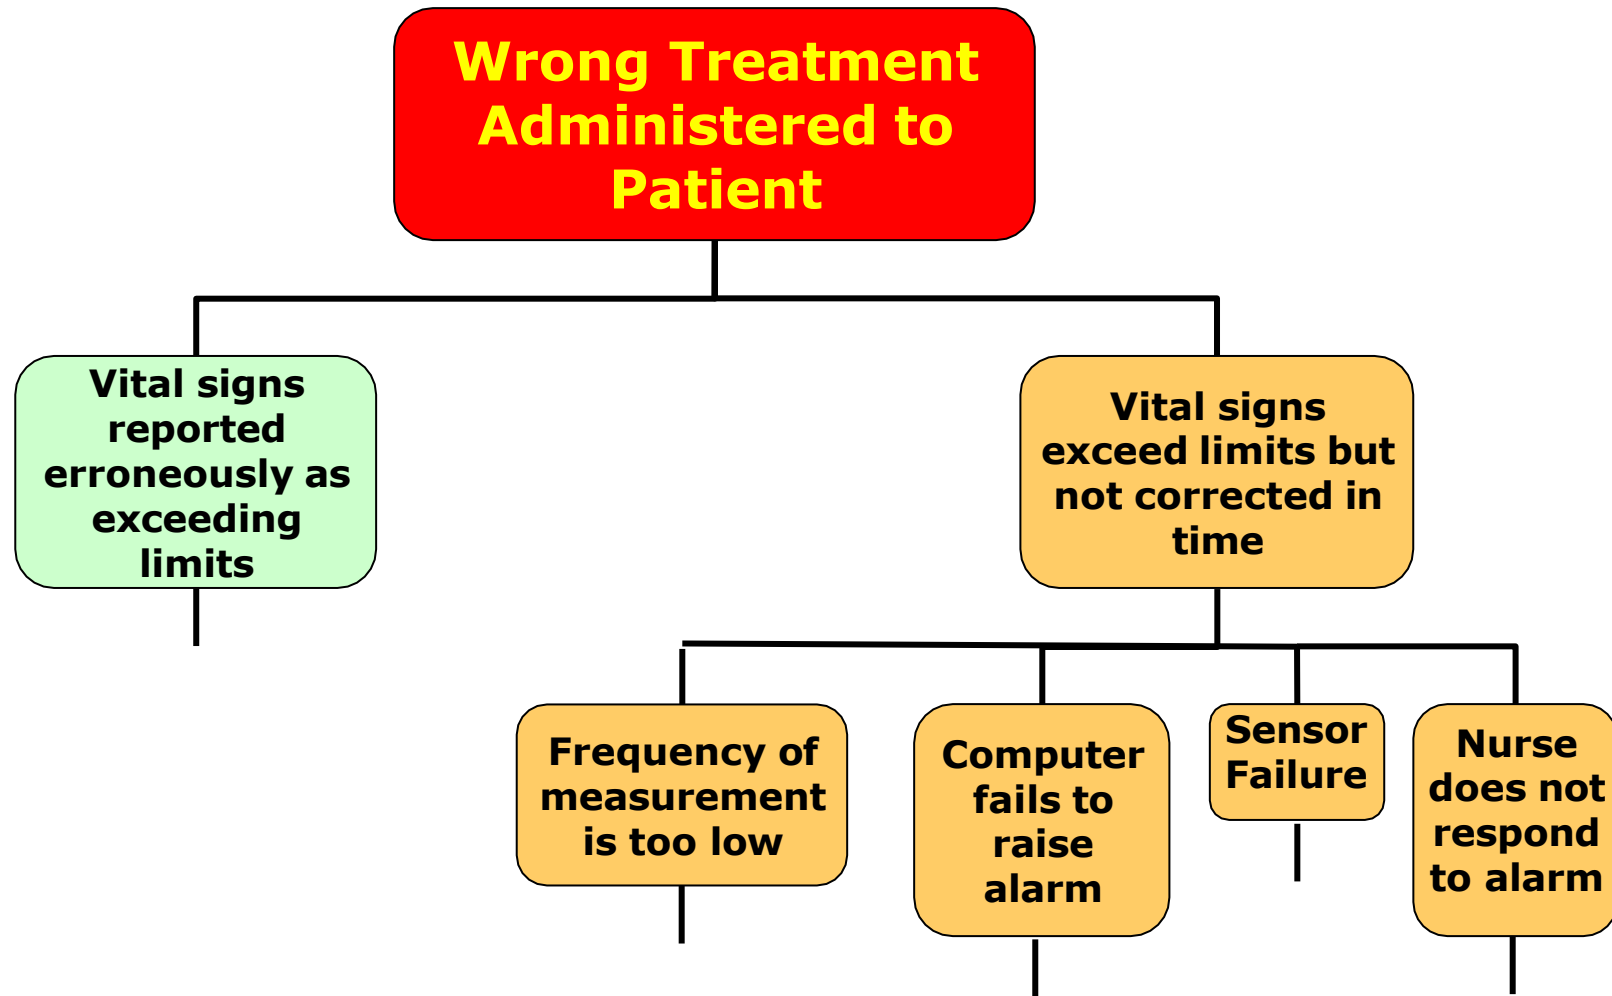 Wrong Treatment
Administered to
Patient
Vital signs
reported
erroneously as
exceeding
limits
Vital signs
exceed limits but
not corrected in
time
Frequency of
measurement
is too low
Computer
fails to
raise
alarm
Sensor
Failure
Nurse
does not
respond
to alarm